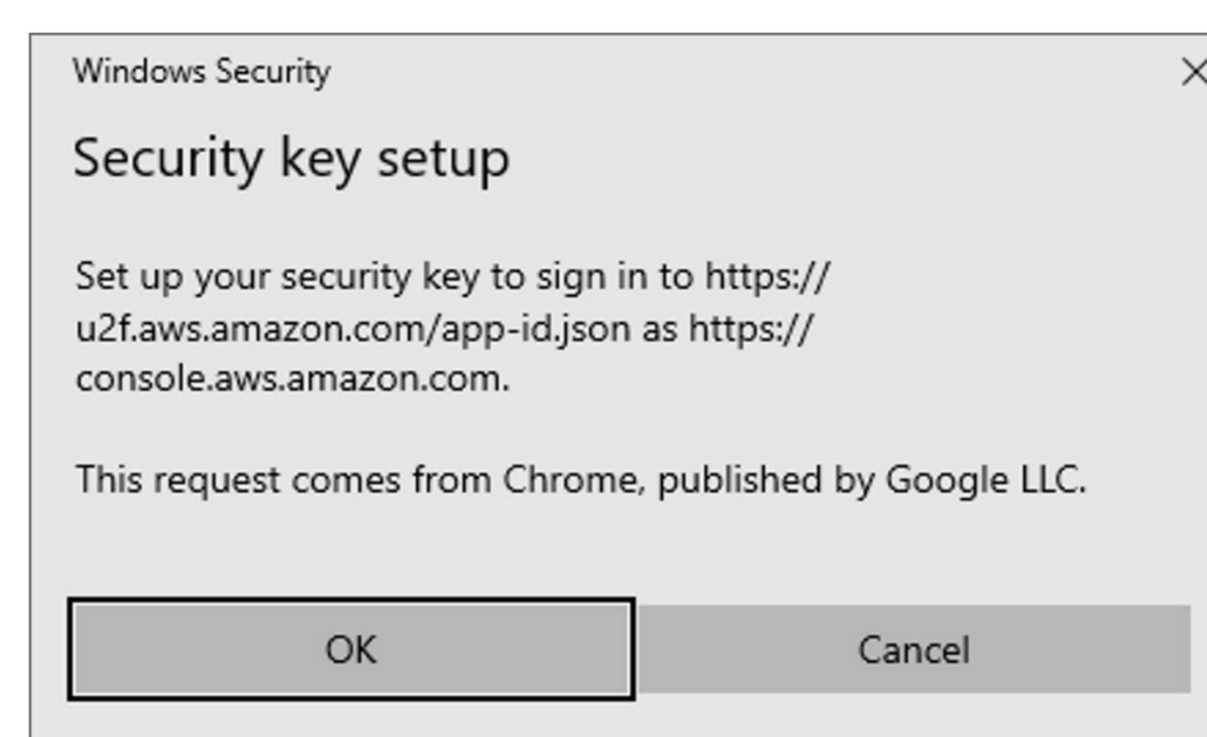 Windows Security
Security key setup
Set up your security key to sign in to https://
u2f.aws.amazon.com/app-id.json as https://
console.aws.amazon.com.
This request comes from Chrome, published by Google LLC.
OK
Cancel